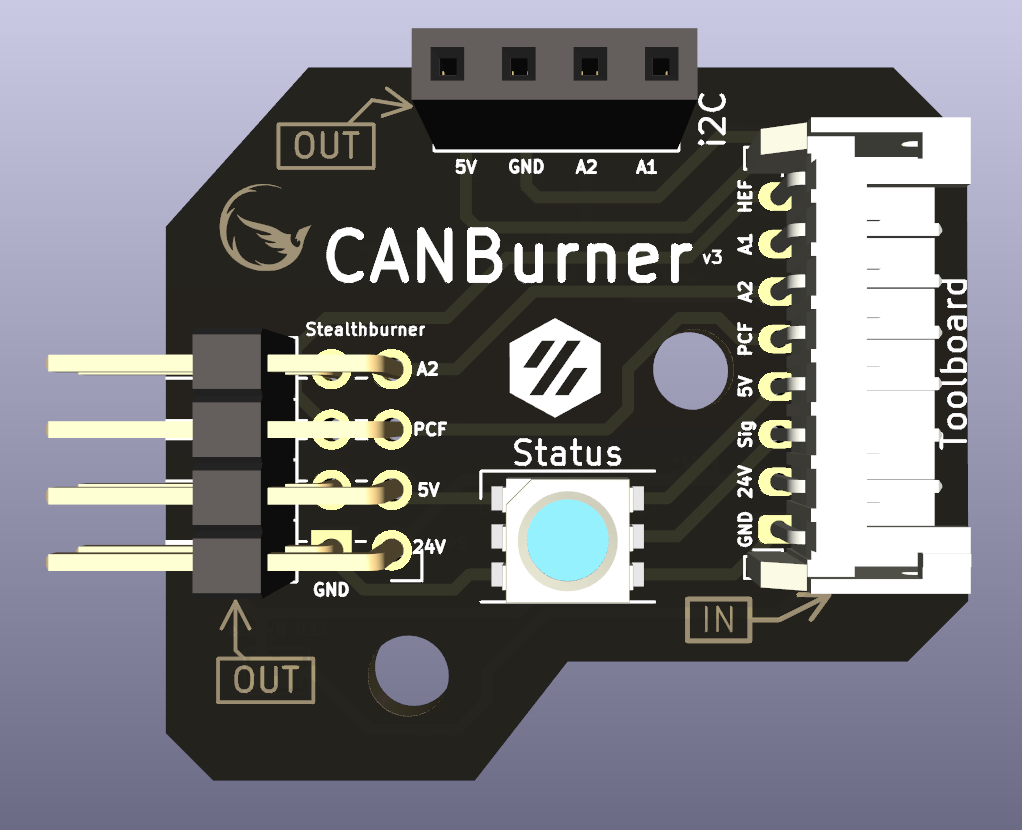 OUT
i2C
5V GND A2 A1
CANBurner v3
HEF
A1
A2
PCF
5V
Sig
24V
GND
Toolboard
Stealthburner
A2
PCF
5V
24V
GND
Status
IN
OUT